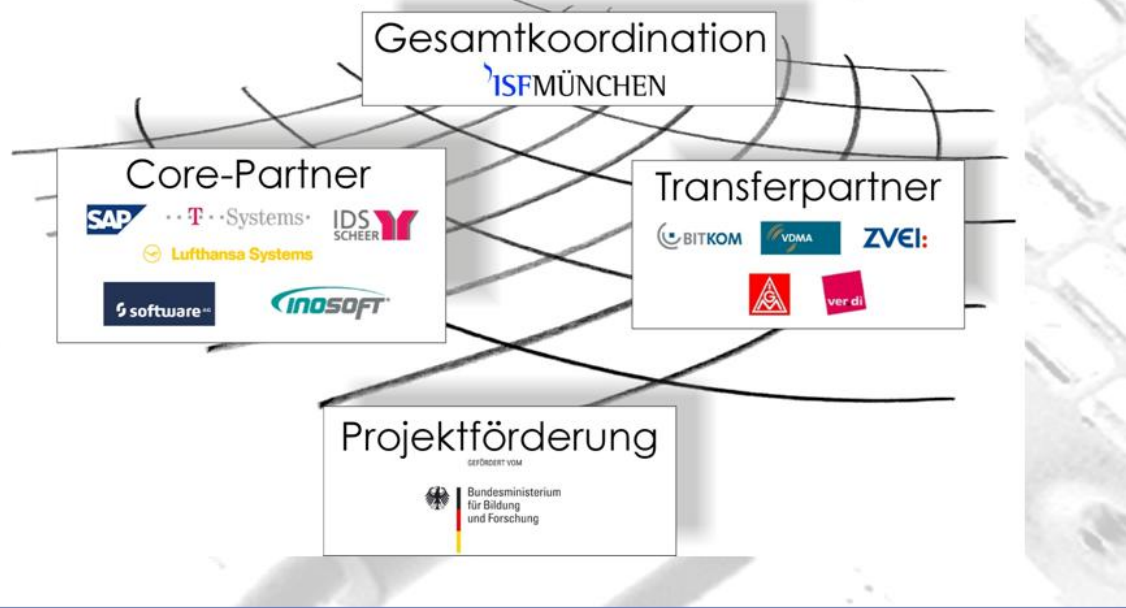 Gesamtkoordination
ISFMÜNCHEN
Core-Partner
SAP
··T··Systems·
IDS
SCHEER
Lufthansa Systems
software AG
inosoft
Transferpartner
BITKOM
VDMA
ZVEI:
IGM
ver di
Projektförderung
GEFÖRDERT VOM
Bundesministerium
für Bildung
und Forschung